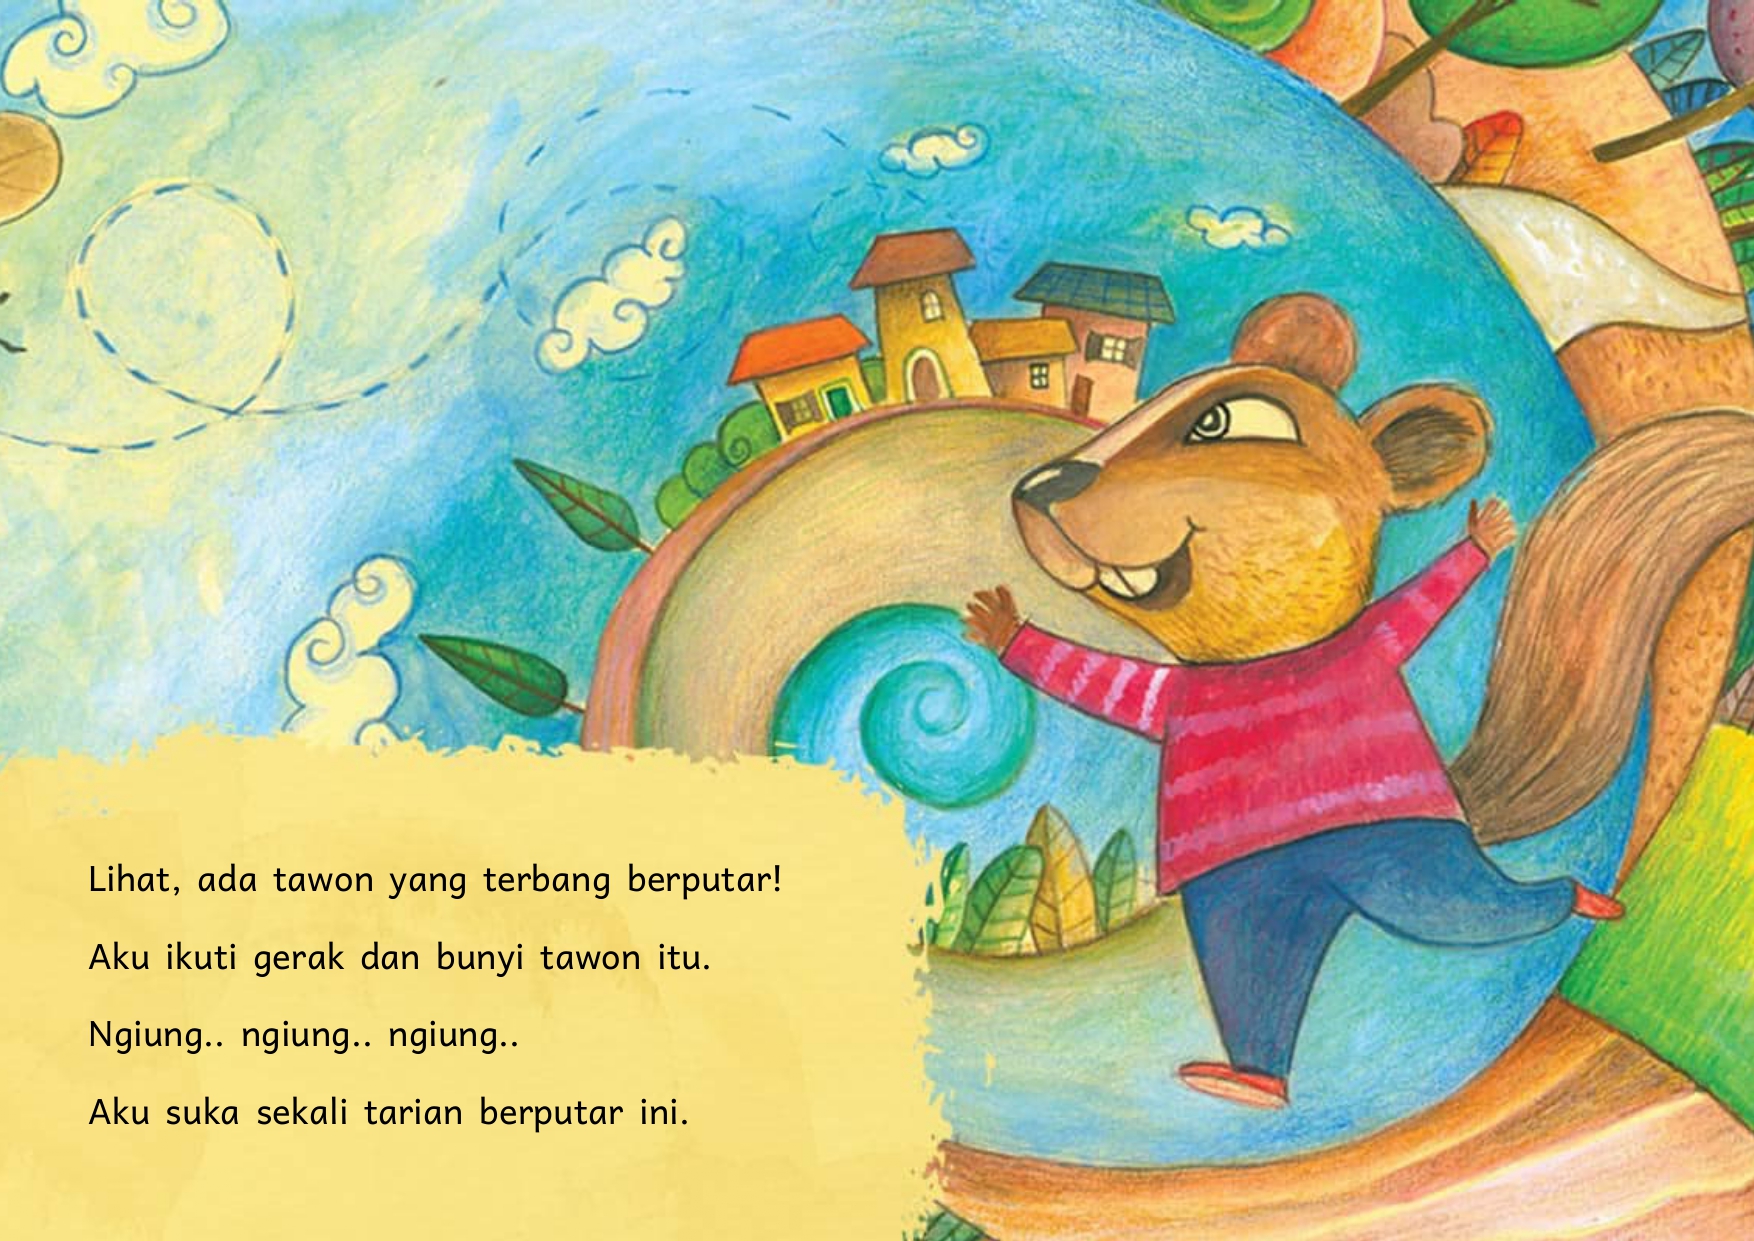 Lihat, ada tawon yang terbang berputar!
Aku ikuti gerak dan bunyi tawon itu.
Ngiung.. ngiung.. ngiung..
Aku suka sekali tarian berputar ini.